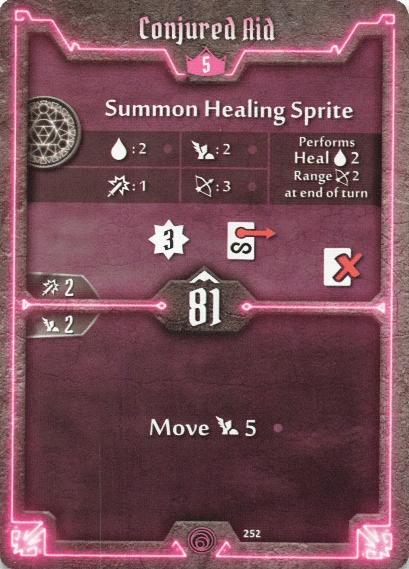 Conjured Aid
5
Summon Healing Sprite
: 2
: 2
Performs
Heal 2
: 1
: 3
Range 2
at end of turn
3
2
81
2
Move 5
252